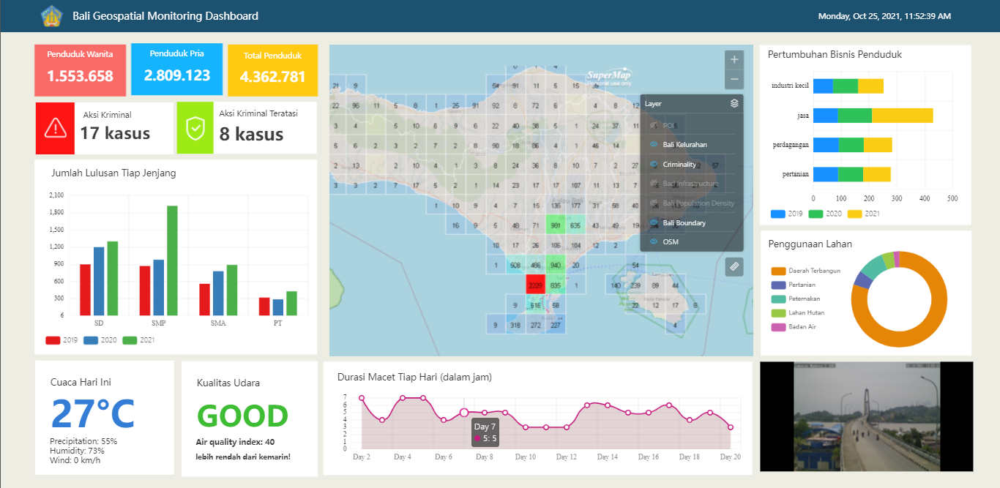 Bali Geospatial Monitoring Dashboard
Monday, Oct 25, 2021, 11:52:39 AM
Penduduk Wanita
1.553.658
Penduduk Pria
2.809.123
Total Penduduk
4.362.781
Aksi Kriminal
17 kasus
Aksi Kriminal Teratasi
8 kasus
Jumlah Lulusan Tiap Jenjang
2,100
1,800
1,500
1,200
900
600
300
6
SD SMP SMA PT
2019 2020 2021
SuperMap
+
−
Layer
POI
Bali Kelurahan
Criminality
Bad Infrastructure
Bali Population Density
Bali Boundary
OSM
21 9 54 91 11 5 15
22 96 11 5 8 1 25 91 92 8 72 6 4 8 12
3 4 5 10 6 9 6 22 40 38 5 1 24 37 11
5 6 2 3 2 7 2 8 90 18 86 4 1 46 14
2 13 2 10 4 1 3 8 24 36 8 10 7 2 27 57
3 3 2 7 17 5 2 1 14 23 17 17 107 11 13 7
1 10 9 4 7 15 136 177 31 58 40
16 9 5 48 71 981 635 43 49 19
10 17 26 106 104 12 2
1 508 486 940 20 54
2229 835 1 140 239 89 44
9 616 58 22 12 17 8
9 318 272 227 4
Pertumbuhan Bisnis Penduduk
industri kecil
jasa
perdagangan
pertanian
0 100 200 300 400 500
2019 2020 2021
Penggunaan Lahan
Daerah Terbangun
Pertanian
Peternakan
Lahan Hutan
Badan Air
Cuaca Hari Ini
27°C
Precipitation: 55%
Humidity: 73%
Wind: 0 km/h
Kualitas Udara
GOOD
Air quality index: 40
lebih rendah dari kemarin!
Durasi Macet Tiap Hari (dalam jam)
7
6
5
4
3
2
1
0
Day 7
5: 5
Day 2 Day 4 Day 6 Day 8 Day 10 Day 12 Day 14 Day 16 Day 18 Day 20